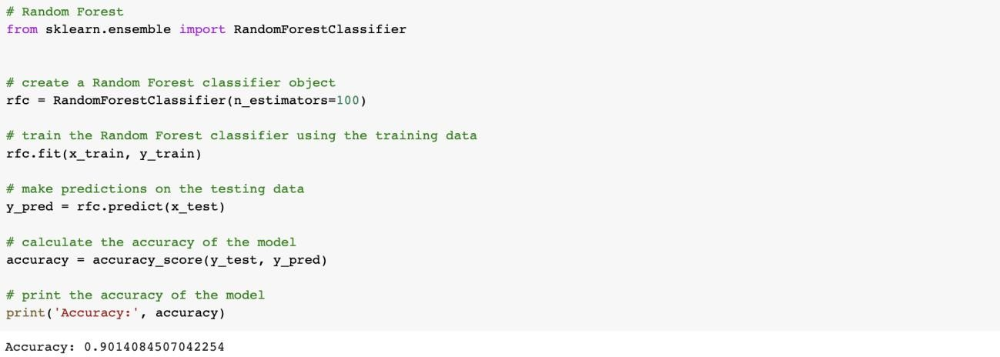 # Random Forest
from sklearn.ensemble import RandomForestClassifier
# create a Random Forest classifier object
rfc = RandomForestClassifier(n_estimators=100)
# train the Random Forest classifier using the training data
rfc.fit(x_train, y_train)
# make predictions on the testing data
y_pred = rfc.predict(x_test)
# calculate the accuracy of the model
accuracy = accuracy_score(y_test, y_pred)
# print the accuracy of the model
print('Accuracy:', accuracy)
Accuracy: 0.9014084507042254